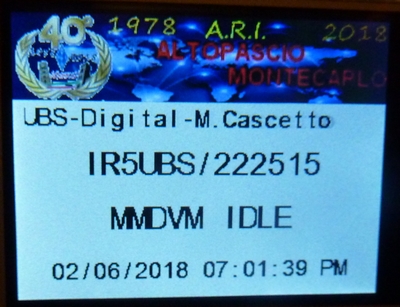 40°
1978 A.R.I. 2018
ALTOPASCIO
MONTECARLO
UBS-Digital-M.Cascetto
IR5UBS/222515
MMDVM IDLE
02/06/2018 07:01:39 PM